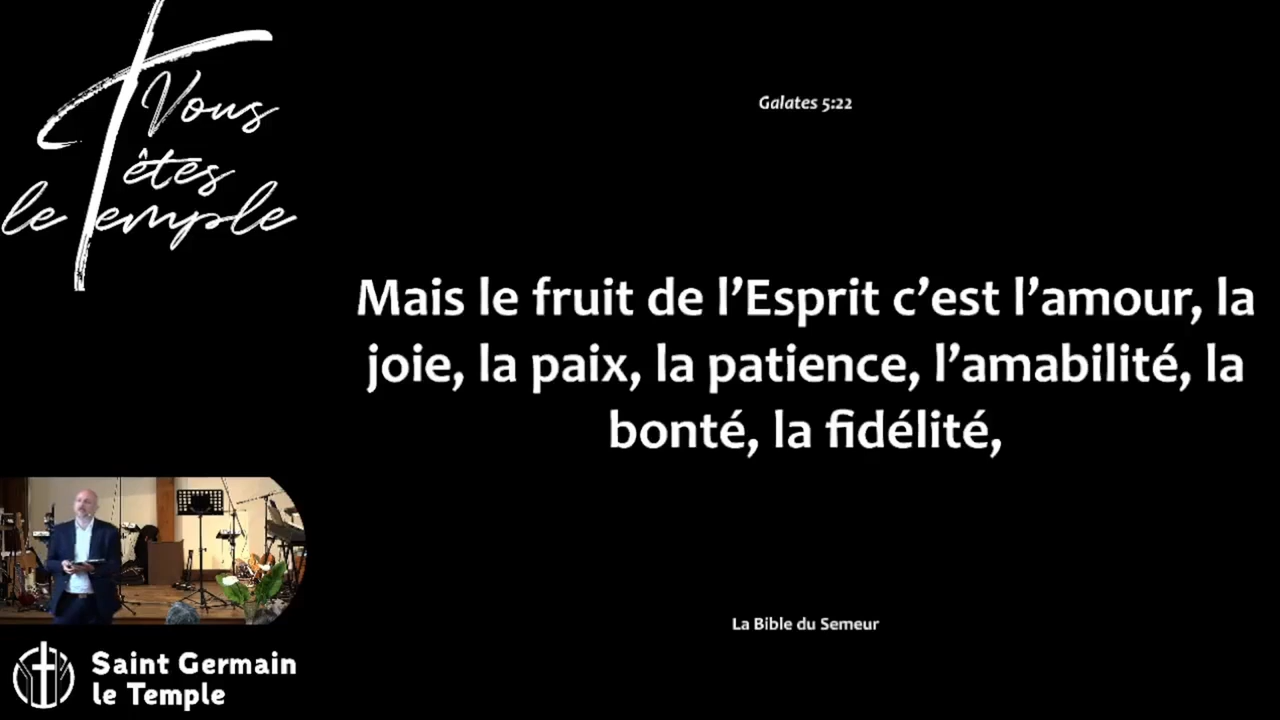 Vous
êtes
le Temple
Galates 5:22
Mais le fruit de l’Esprit c’est l’amour, la
joie, la paix, la patience, l’amabilité, la
bonté, la fidélité,
La Bible du Semeur
Saint Germain
le Temple